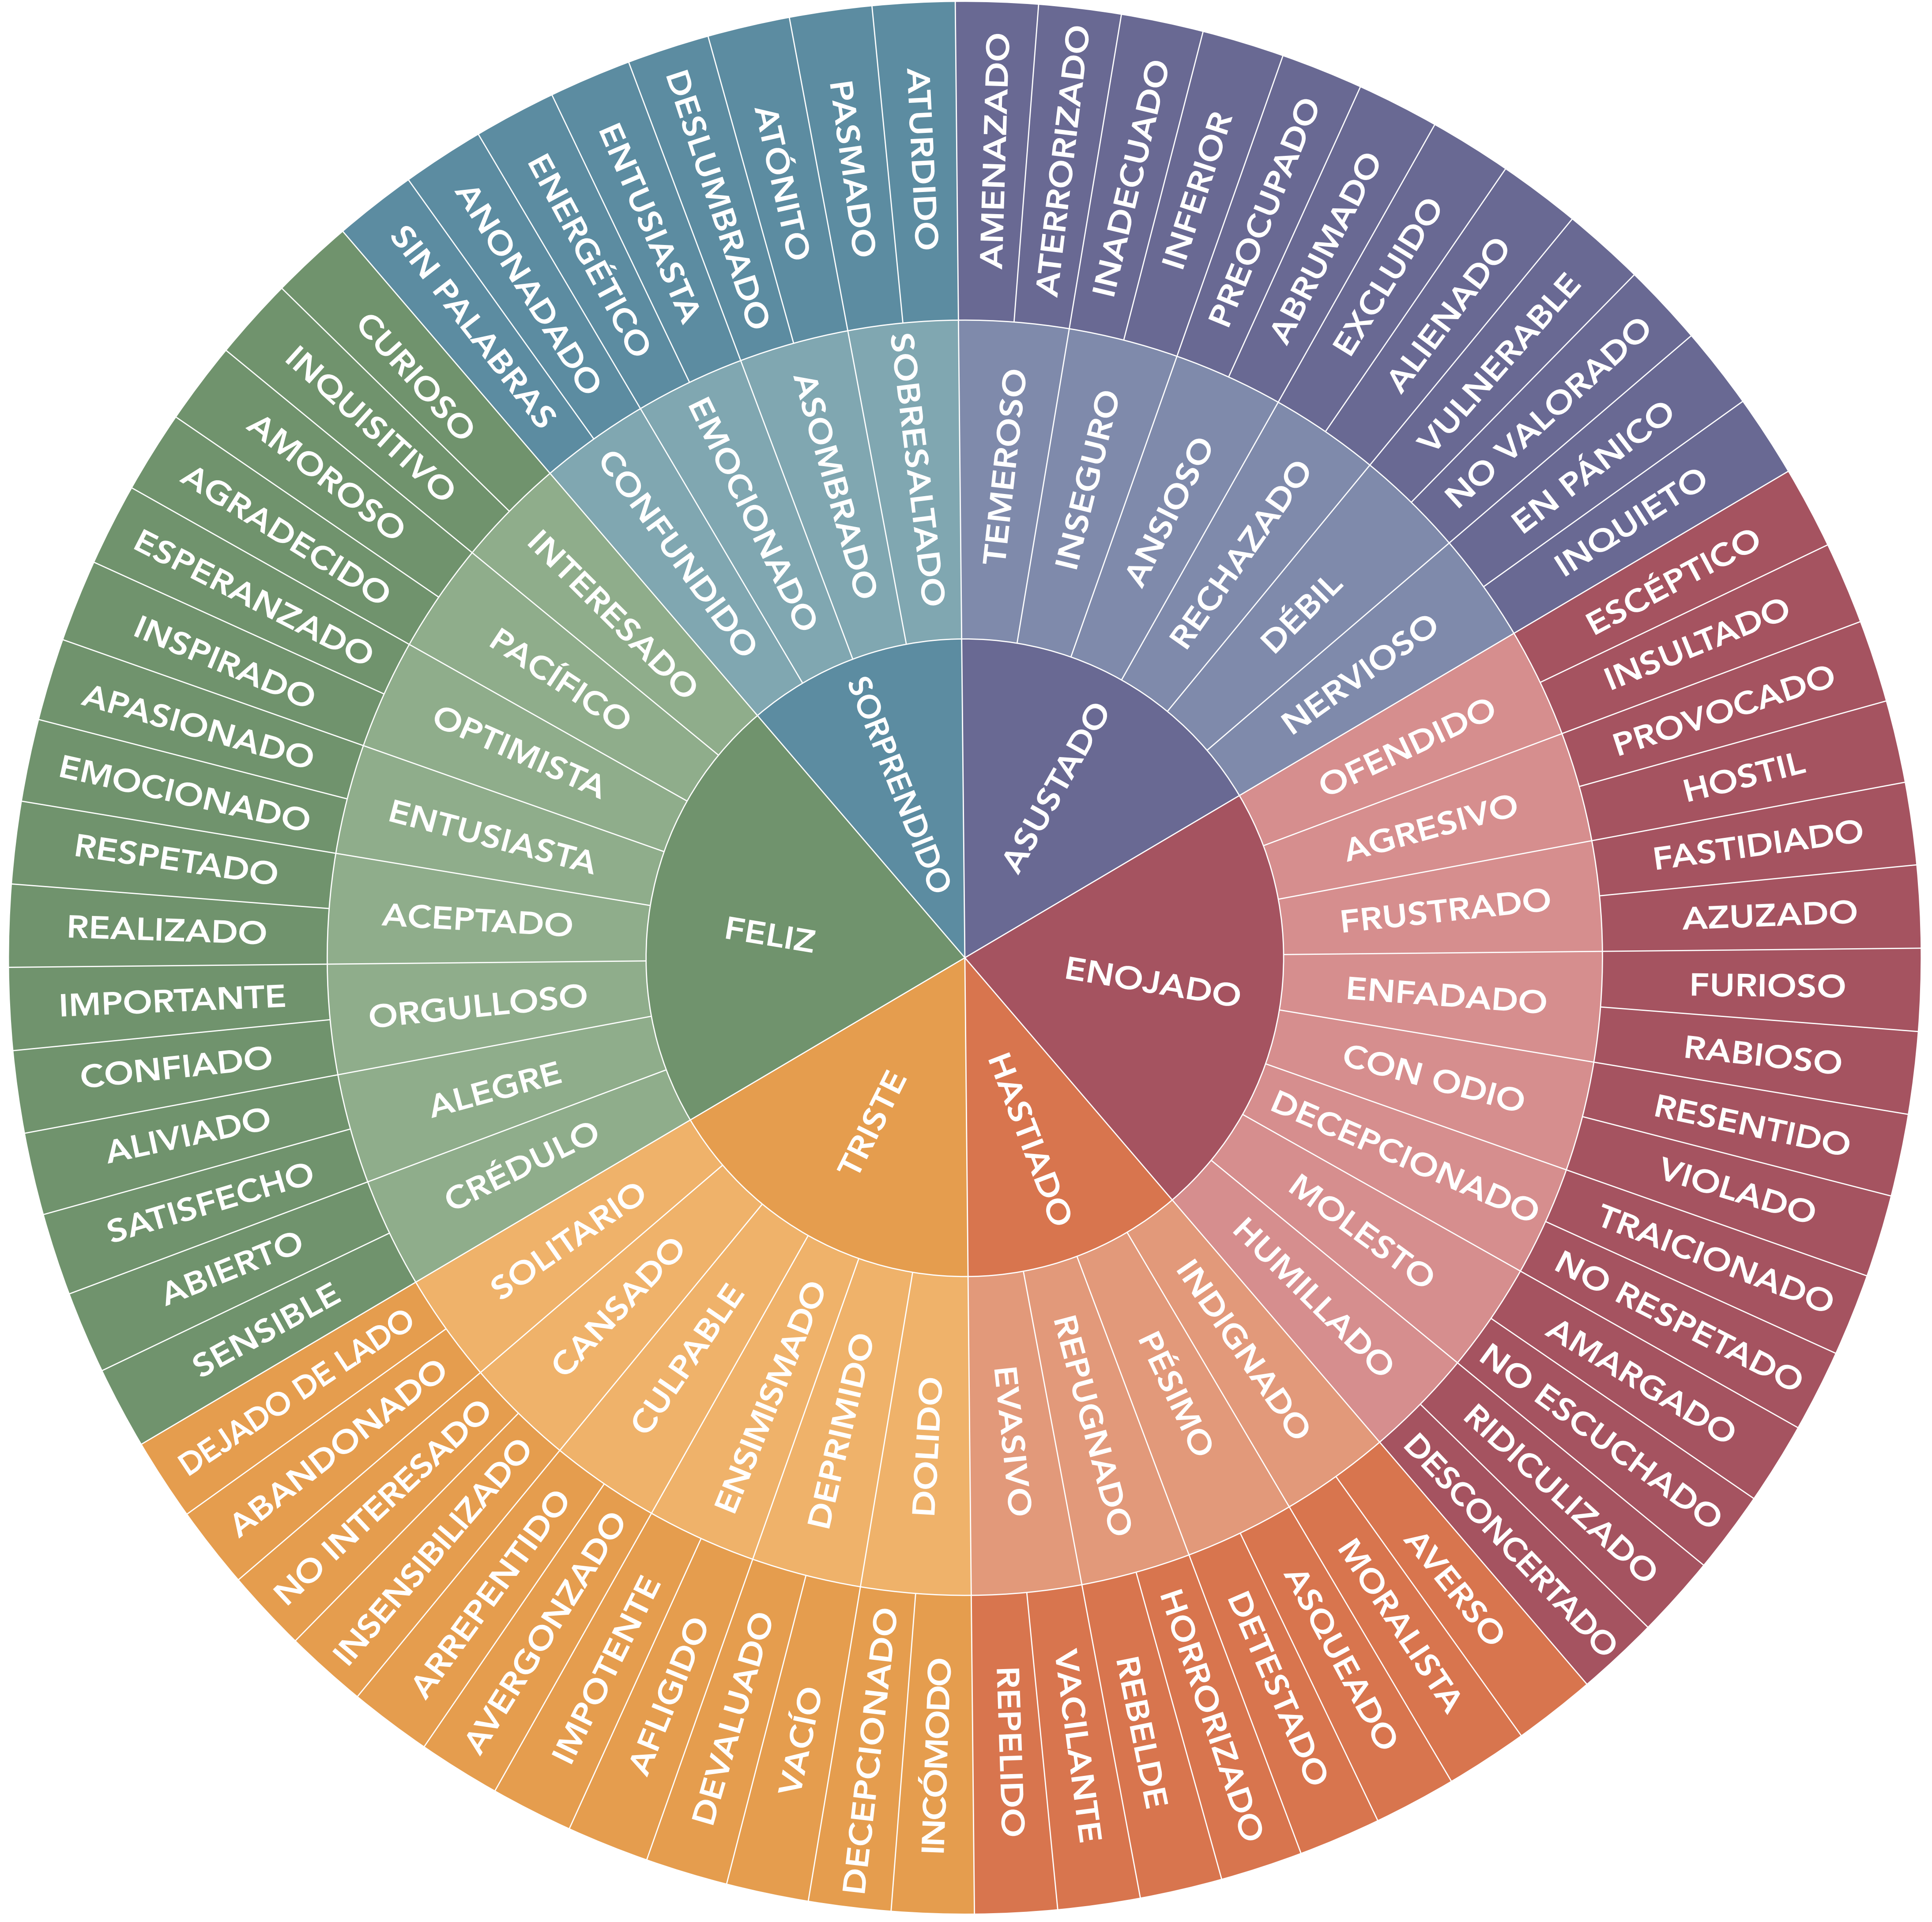 SORPRENDIDO
ASUSTADO
ENOJADO
HASTIADO
TRISTE
FELIZ
CONFUNDIDO
EMOCIONADO
ASOMBRADO
SOBRESALTADO
TEMEROSO
INSEGURO
ANSIOSO
RECHAZADO
DÉBIL
NERVIOSO
OFENDIDO
AGRESIVO
FRUSTRADO
ENFADADO
CON ODIO
DECEPCIONADO
MOLESTO
HUMILLADO
INDIGNADO
PÉSIMO
REPUGNADO
EVASIVO
DOLIDO
DEPRIMIDO
ENSIMISMADO
CULPABLE
CANSADO
SOLITARIO
CRÉDULO
ALEGRE
ORGULLOSO
ACEPTADO
ENTUSIASTA
OPTIMISTA
PACÍFICO
INTERESADO
SIN PALABRAS
ANONADADO
ENERGÉTICO
ENTUSIASTA
DESLUMBRADO
ATÓNITO
PASMADO
ATURDIDO
AMENAZADO
ATERRORIZADO
INADECUADO
INFERIOR
PREOCUPADO
ABRUMADO
EXCLUIDO
ALIENADO
VULNERABLE
NO VALORADO
EN PÁNICO
INQUIETO
ESCÉPTICO
INSULTADO
PROVOCADO
HOSTIL
FASTIDIADO
AZUZADO
FURIOSO
RABIOSO
RESENTIDO
VIOLADO
TRAICIONADO
NO RESPETADO
AMARGADO
NO ESCUCHADO
RIDICULIZADO
DESCONCERTADO
AVERSO
MORALISTA
ASQUEADO
DETESTADO
HORRORIZADO
REBELDE
VACILANTE
REPELIDO
INCÓMODO
DECEPCIONADO
VACÍO
DEVALUADO
AFLIGIDO
IMPOTENTE
AVERGONZADO
ARREPENTIDO
INSENSIBILIZADO
NO INTERESADO
ABANDONADO
DEJADO DE LADO
SENSIBLE
ABIERTO
SATISFECHO
ALIVIADO
CONFIADO
IMPORTANTE
REALIZADO
RESPETADO
EMOCIONADO
APASIONADO
INSPIRADO
ESPERANZADO
AGRADECIDO
AMOROSO
INQUISITIVO
CURIOSO